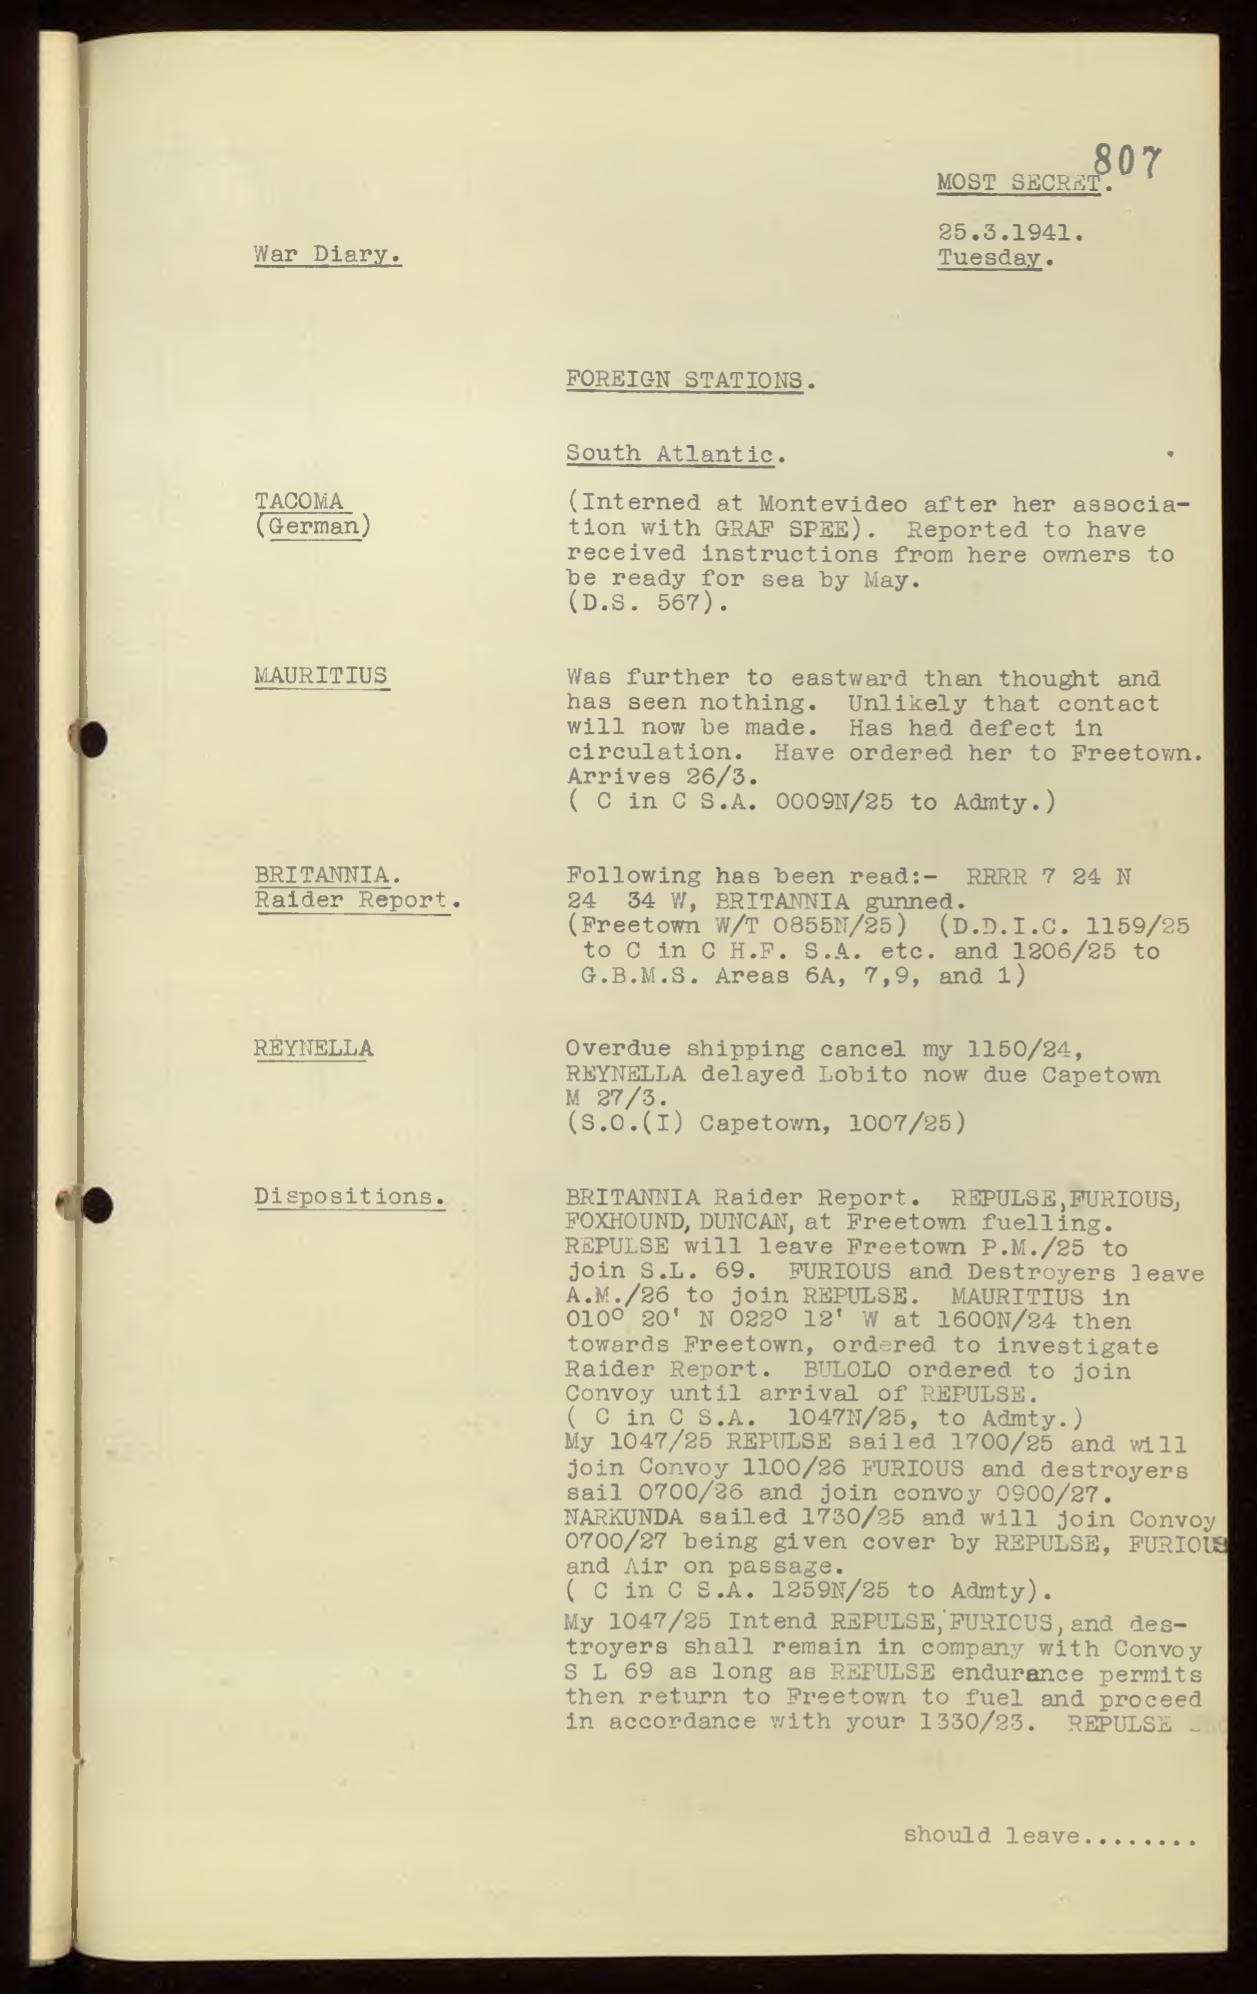 807
MOST SECRET.
25.3.1941.
War Diary.
Tuesday.
FOREIGN STATIONS.
South Atlantic.
TACOMA
(German)
(Interned at Montevideo after her associa-
tion with GRAF SPEE). Reported to have
received instructions from here owners to
be ready for sea by May.
(D.S. 567).
MAURITIUS
Was further to eastward than thought and
has seen nothing. Unlikely that contact
will now be made. Has had defect in
circulation. Have ordered her to Freetown.
Arrives 26/3.
( C in C S.A. 0009N/25 to Admty.)
BRITANNIA.
Raider Report.
Following has been read:- RRRR 7 24 N
24 34 W, BRITANNIA gunned.
(Freetown W/T 0855N/25) (D.D.I.C. 1159/25
to C in C H.F. S.A. etc. and 1206/25 to
G.B.M.S. Areas 6A, 7,9, and 1)
REYNELLA
Overdue shipping cancel my 1150/24,
REYNELLA delayed Lobito now due Capetown
M 27/3.
(S.O.(I) Capetown, 1007/25)
Dispositions.
BRITANNIA Raider Report. REPULSE,FURIOUS,
FOXHOUND, DUNCAN, at Freetown fuelling.
REPULSE will leave Freetown P.M./25 to
join S.L. 69. FURIOUS and Destroyers leave
A.M./26 to join REPULSE. MAURITIUS in
010° 20' N 022° 12' W at 1600N/24 then
towards Freetown, ordered to investigate
Raider Report. BULOLO ordered to join
Convoy until arrival of REPULSE.
( C in C S.A. 1047N/25, to Admty.)
My 1047/25 REPULSE sailed 1700/25 and will
join Convoy 1100/26 FURIOUS and destroyers
sail 0700/26 and join convoy 0900/27.
NARKUNDA sailed 1730/25 and will join Convoy
0700/27 being given cover by REPULSE, FURIOUS
and Air on passage.
( C in C S.A. 1259N/25 to Admty).
My 1047/25 Intend REPULSE, FURIOUS, and des-
troyers shall remain in company with Convoy
S L 69 as long as REPULSE endurance permits
then return to Freetown to fuel and proceed
in accordance with your 1330/23. REPULSE
should leave........